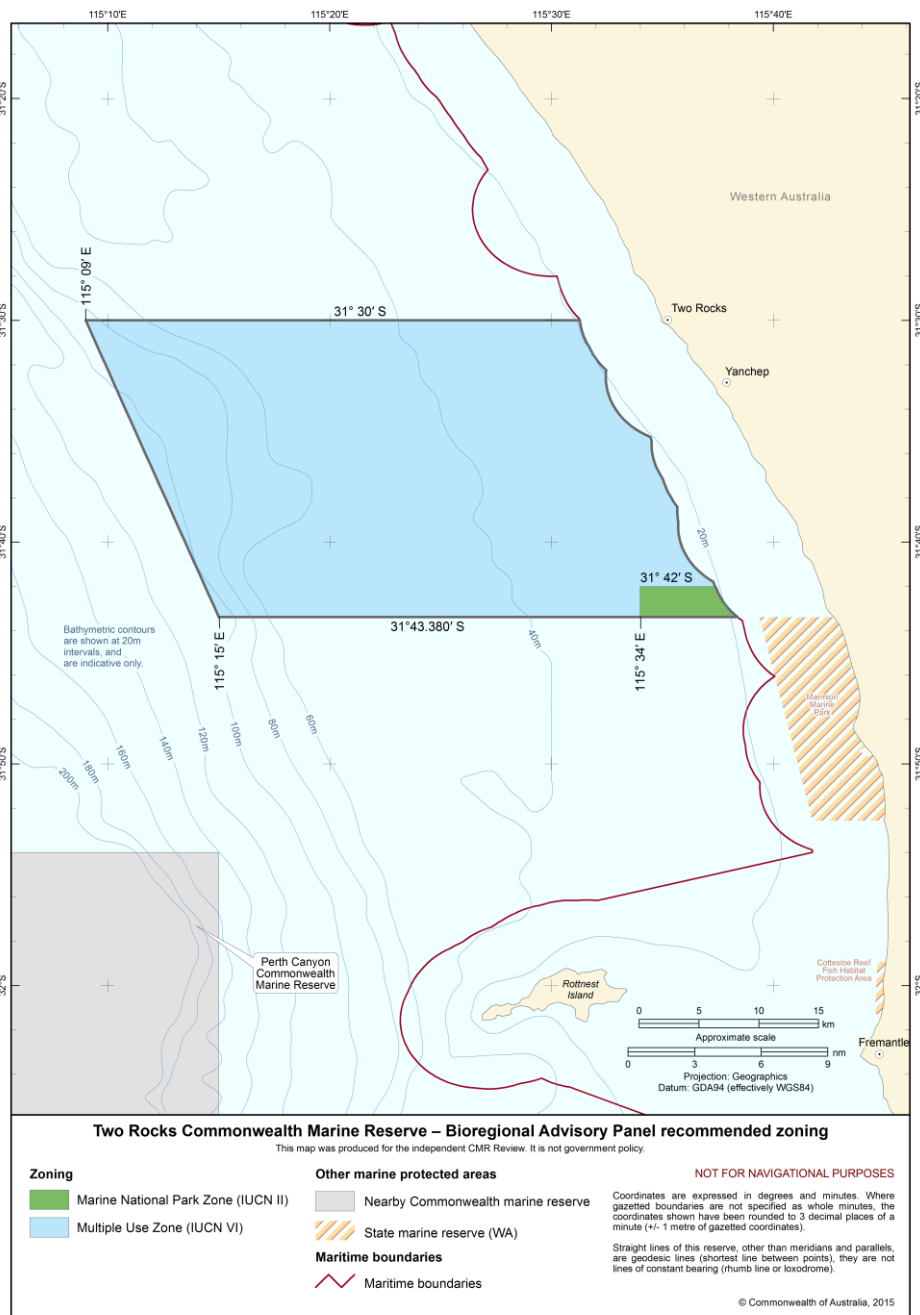 115°10'E
115°20'E
115°30'E
115°40'E
31°20'S
31°20'S
Western Australia
115° 09' E
31° 30' S
31°30'S
31°30'S
Two Rocks
Yanchep
31°40'S
31°40'S
20m
31° 42' S
31°43.380' S
40m
115° 15' E
115° 34' E
Bathymetric contours
are shown at 20m
intervals, and
are indicative only.
Marmion
Marine
Park
200m
180m
160m
140m
120m
100m
80m
60m
31°50'S
31°50'S
Perth Canyon
Commonwealth
Marine Reserve
Cottesloe Reef
Fish Habitat
Protection Area
32°S
32°S
Rottnest
Island
0 5 10 15 km
Approximate scale
0 3 6 9 nm
Fremantle
Projection: Geographics
Datum: GDA94 (effectively WGS84)
Two Rocks Commonwealth Marine Reserve – Bioregional Advisory Panel recommended zoning
This map was produced for the independent CMR Review. It is not government policy.
Zoning
Marine National Park Zone (IUCN II)
Multiple Use Zone (IUCN VI)
Other marine protected areas
Nearby Commonwealth marine reserve
State marine reserve (WA)
Maritime boundaries
Maritime boundaries
NOT FOR NAVIGATIONAL PURPOSES
Coordinates are expressed in degrees and minutes. Where
gazetted boundaries are not specified as whole minutes, the
coordinates shown have been rounded to 3 decimal places of a
minute (+/- 1 metre of gazetted coordinates).
Straight lines of this reserve, other than meridians and parallels,
are geodesic lines (shortest line between points), they are not
lines of constant bearing (rhumb line or loxodrome).
© Commonwealth of Australia, 2015